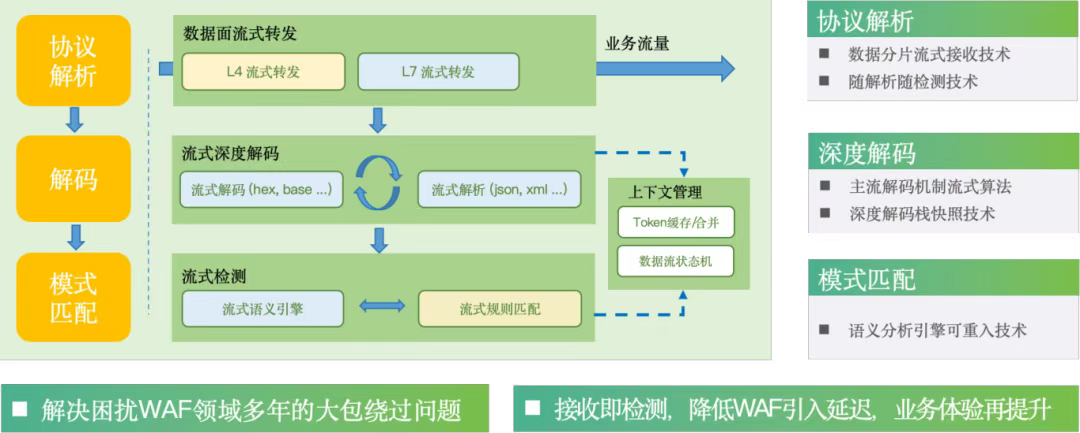 协议
解析
解码
模式
匹配
数据面流式转发
L4 流式转发
L7 流式转发
业务流量
流式深度解码
流式解码 (hex, base ...)
流式解析 (json, xml ...)
上下文管理
Token缓存/合并
数据流状态机
流式检测
流式语义引擎
流式规则匹配
协议解析
■ 数据分片流式接收技术
■ 随解析随检测技术
深度解码
■ 主流解码机制流式算法
■ 深度解码栈快照技术
模式匹配
■ 语义分析引擎可重入技术
■ 解决困扰WAF领域多年的大包绕过问题
■ 接收即检测，降低WAF引入延迟，业务体验再提升